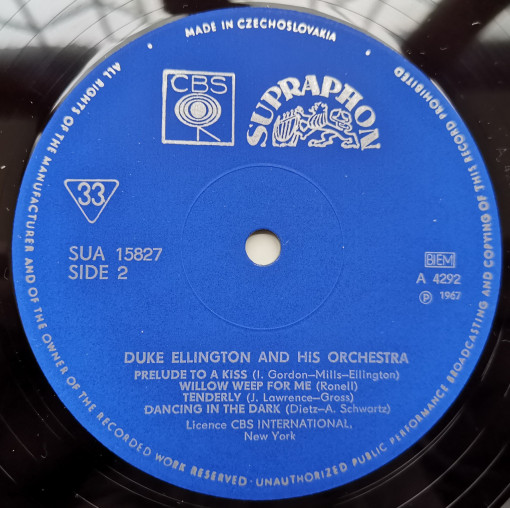 MADE IN CZECHOSLOVAKIA
ALL RIGHTS OF THE MANUFACTURER AND OF THE OWNER OF THE RECORDED WORK RESERVED · UNAUTHORIZED PUBLIC PERFORMANCE BROADCASTING AND COPYING OF THIS RECORD PROHIBITED
CBS
SUPRAPHON
33
SUA 15827
SIDE 2
BIEM
A 4292
℗ 1967
DUKE ELLINGTON AND HIS ORCHESTRA
PRELUDE TO A KISS (I. Gordon–Mills–Ellington)
WILLOW WEEP FOR ME (Ronell)
TENDERLY (J. Lawrence–Gross)
DANCING IN THE DARK (Dietz–A. Schwartz)
Licence CBS INTERNATIONAL,
New York